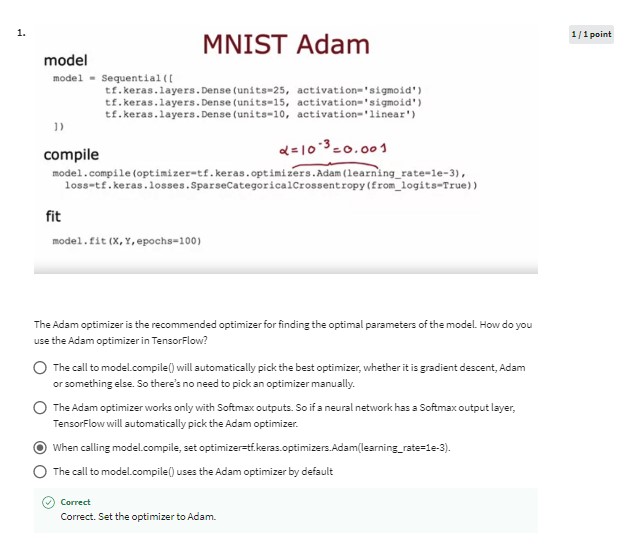 1.
1 / 1 point
MNIST Adam
model
model = Sequential([
tf.keras.layers.Dense(units=25, activation='sigmoid')
tf.keras.layers.Dense(units=15, activation='sigmoid')
tf.keras.layers.Dense(units=10, activation='linear')
])
α=10⁻³=0.001
compile
model.compile(optimizer=tf.keras.optimizers.Adam(learning_rate=1e-3),
loss=tf.keras.losses.SparseCategoricalCrossentropy(from_logits=True))
fit
model.fit(X,Y,epochs=100)
The Adam optimizer is the recommended optimizer for finding the optimal parameters of the model. How do you
use the Adam optimizer in TensorFlow?
The call to model.compile() will automatically pick the best optimizer, whether it is gradient descent, Adam
or something else. So there's no need to pick an optimizer manually.
The Adam optimizer works only with Softmax outputs. So if a neural network has a Softmax output layer,
TensorFlow will automatically pick the Adam optimizer.
When calling model.compile, set optimizer=tf.keras.optimizers.Adam(learning_rate=1e-3).
The call to model.compile() uses the Adam optimizer by default
Correct
Correct. Set the optimizer to Adam.